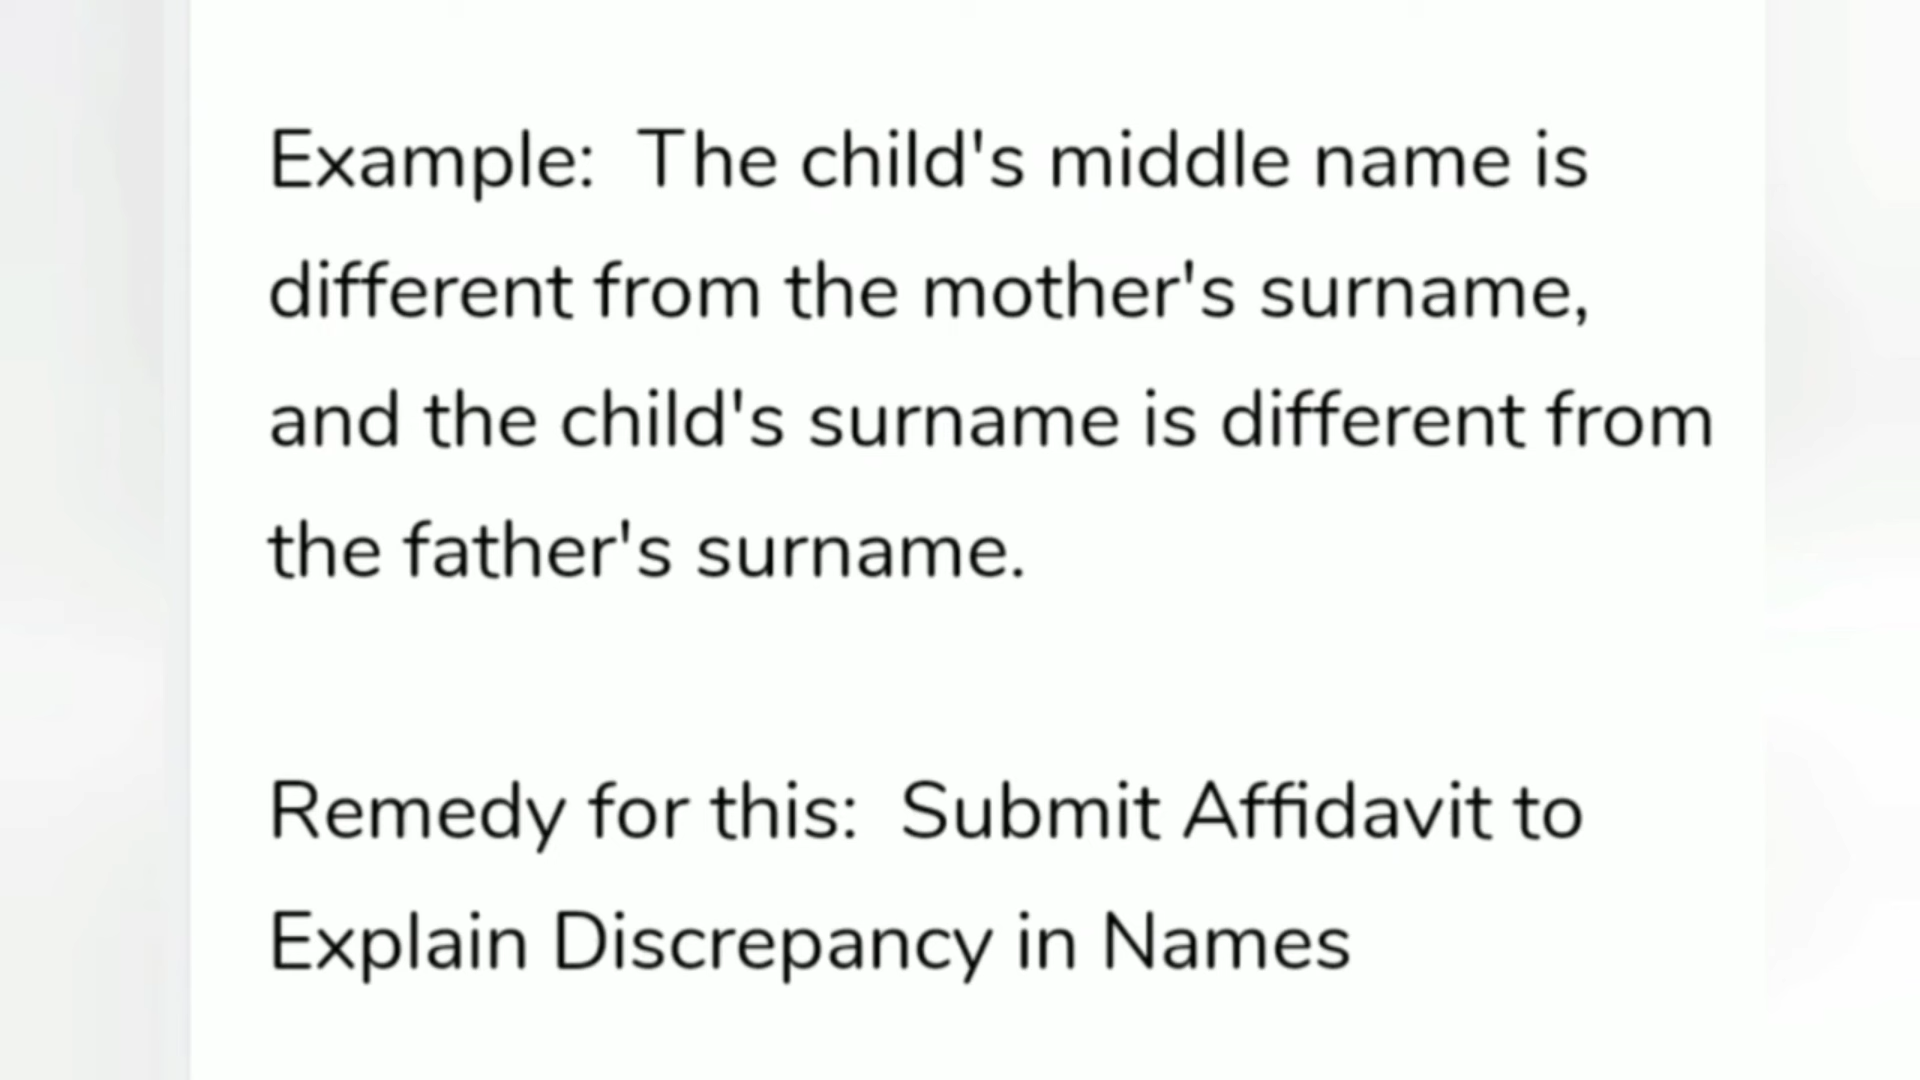 Example:  The child's middle name is
different from the mother's surname,
and the child's surname is different from
the father's surname.
Remedy for this:  Submit Affidavit to
Explain Discrepancy in Names